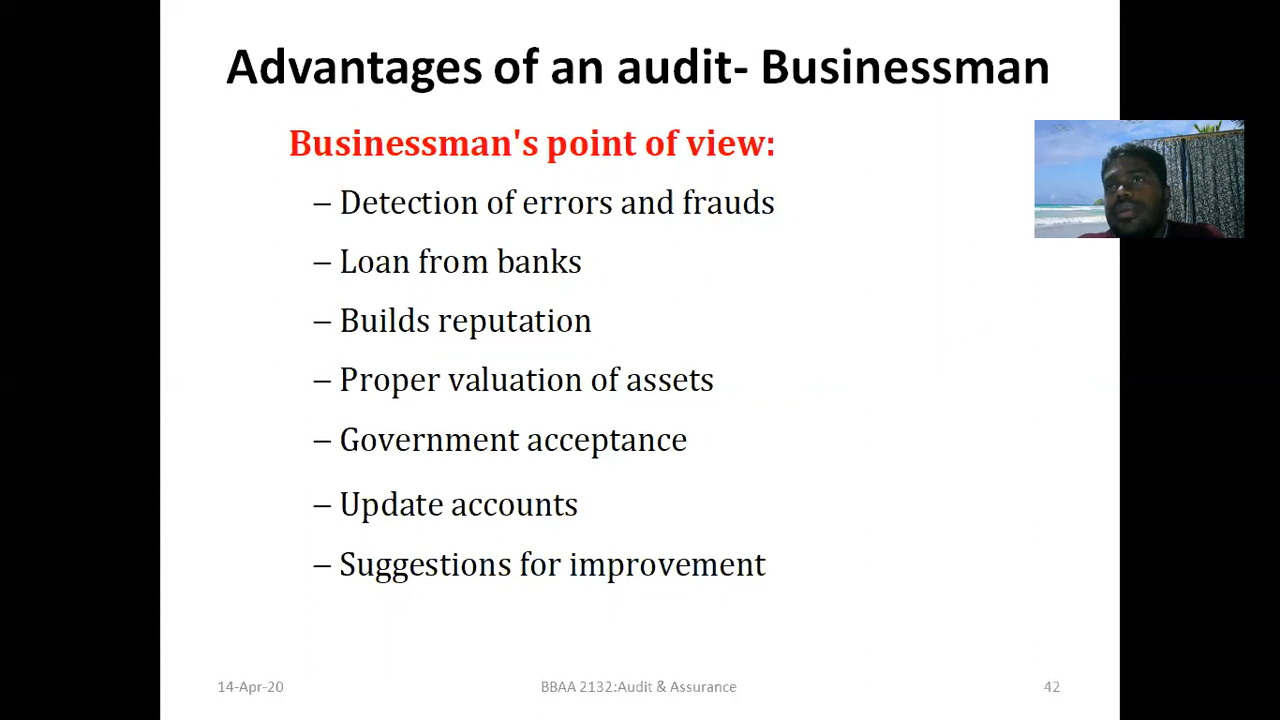 Advantages of an audit- Businessman
Businessman's point of view:
– Detection of errors and frauds
– Loan from banks
– Builds reputation
– Proper valuation of assets
– Government acceptance
– Update accounts
– Suggestions for improvement
14-Apr-20 BBAA 2132:Audit & Assurance 42